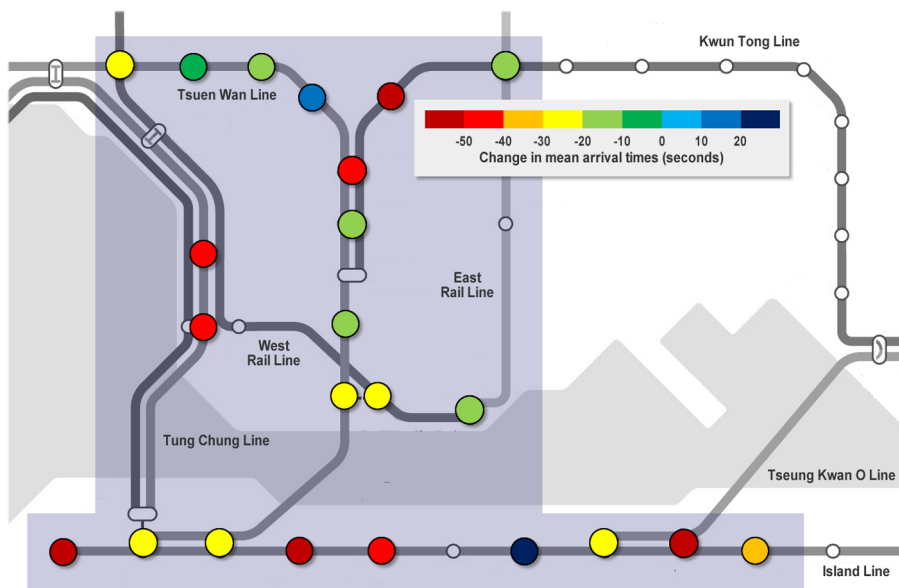 Kwun Tong Line
Tsuen Wan Line
-50 -40 -30 -20 -10 0 10 20
Change in mean arrival times (seconds)
East
Rail Line
West
Rail Line
Tung Chung Line
Tseung Kwan O Line
Island Line